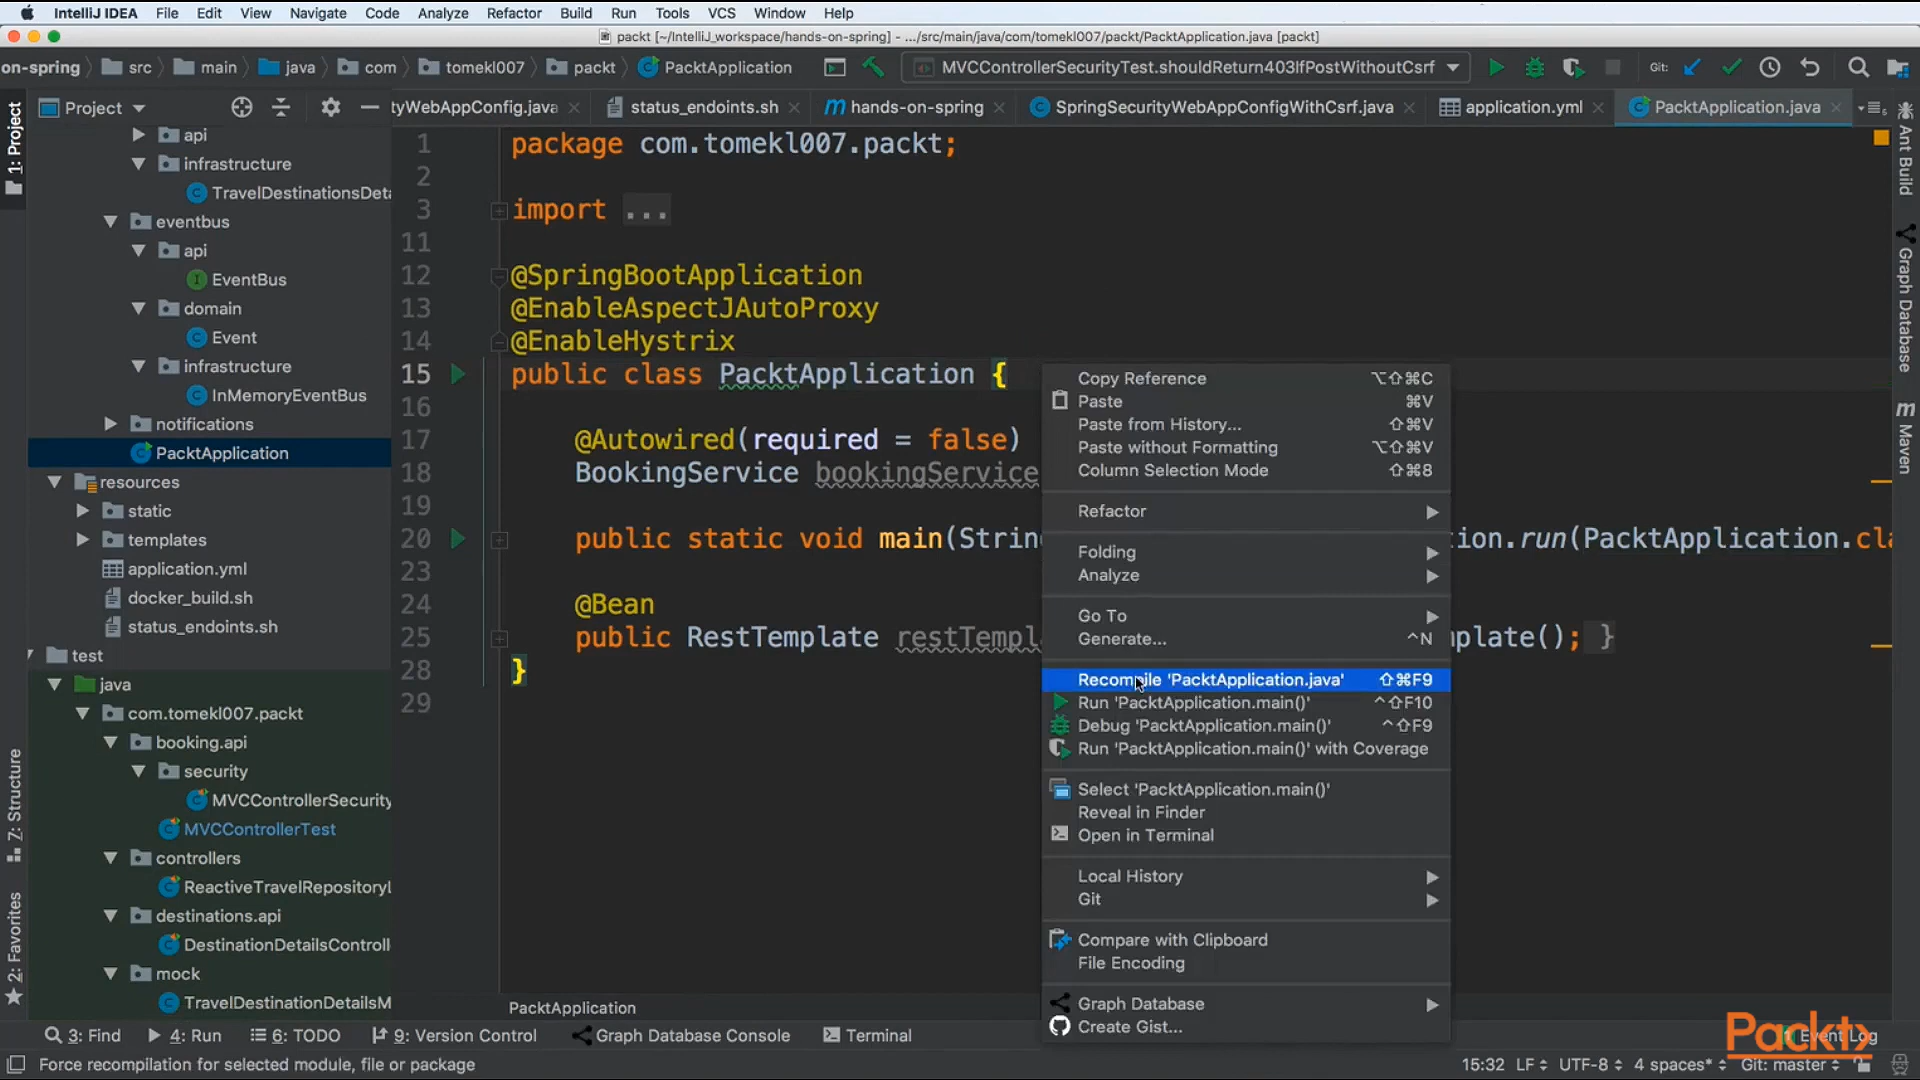 IntelliJ IDEA File Edit View Navigate Code Analyze Refactor Build Run Tools VCS Window Help
packt [~/IntelliJ_workspace/hands-on-spring] - .../src/main/java/com/tomekl007/packt/PacktApplication.java [packt]
on-spring src main java com tomekl007 packt PacktApplication MVCControllerSecurityTest.shouldReturn403IfPostWithoutCsrf Git:
Project tyWebAppConfig.java status_endoints.sh hands-on-spring SpringSecurityWebAppConfigWithCsrf.java application.yml PacktApplication.java
1: Project
api
infrastructure
TravelDestinationsDeta
eventbus
api
EventBus
domain
Event
infrastructure
InMemoryEventBus
notifications
PacktApplication
resources
static
templates
application.yml
docker_build.sh
status_endoints.sh
test
java
com.tomekl007.packt
booking.api
security
MVCControllerSecurity
MVCControllerTest
controllers
ReactiveTravelRepositoryI
destinations.api
DestinationDetailsControll
mock
TravelDestinationDetailsM
7: Structure
2: Favorites
1 package com.tomekl007.packt;
2
3 import ...
11
12 @SpringBootApplication
13 @EnableAspectJAutoProxy
14 @EnableHystrix
15 public class PacktApplication {
16
17 @Autowired(required = false)
18 BookingService bookingService
19
20 public static void main(Strin ion.run(PacktApplication.cla
23
24 @Bean
25 public RestTemplate restTempl mplate(); }
28 }
29
Copy Reference ⌥⇧⌘C
Paste ⌘V
Paste from History... ⇧⌘V
Paste without Formatting ⌥⇧⌘V
Column Selection Mode ⇧⌘8
Refactor
Folding
Analyze
Go To
Generate... ^N
Recompile 'PacktApplication.java' ⇧⌘F9
Run 'PacktApplication.main()' ^⇧F10
Debug 'PacktApplication.main()' ^⇧F9
Run 'PacktApplication.main()' with Coverage
Select 'PacktApplication.main()'
Reveal in Finder
Open in Terminal
Local History
Git
Compare with Clipboard
File Encoding
Graph Database
Create Gist...
Ant Build
Graph Database
Maven
PacktApplication
3: Find 4: Run 6: TODO 9: Version Control Graph Database Console Terminal Event Log
Packt
Force recompilation for selected module, file or package 15:32 LF UTF-8 4 spaces* Git: master